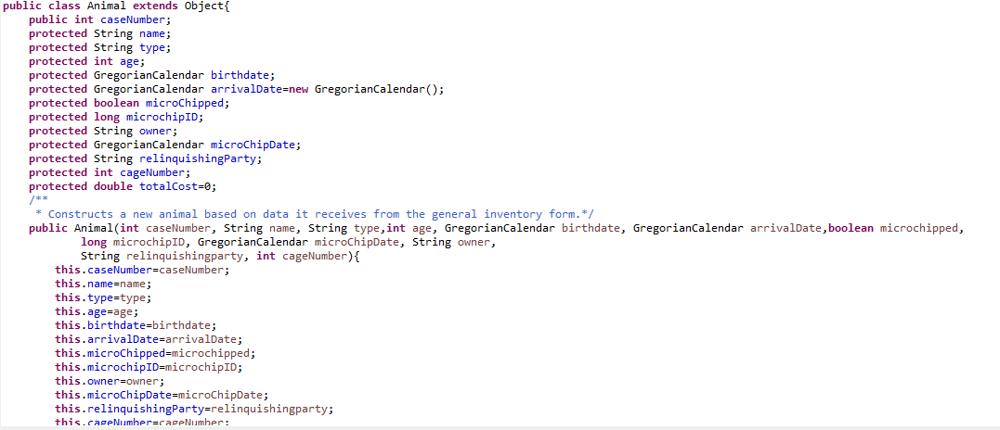 public class Animal extends Object{
public int caseNumber;
protected String name;
protected String type;
protected int age;
protected GregorianCalendar birthdate;
protected GregorianCalendar arrivalDate=new GregorianCalendar();
protected boolean microChipped;
protected long microchipID;
protected String owner;
protected GregorianCalendar microChipDate;
protected String relinquishingParty;
protected int cageNumber;
protected double totalCost=0;
/**
* Constructs a new animal based on data it receives from the general inventory form.*/
public Animal(int caseNumber, String name, String type,int age, GregorianCalendar birthdate, GregorianCalendar arrivalDate,boolean microchipped,
long microchipID, GregorianCalendar microChipDate, String owner,
String relinquishingparty, int cageNumber){
this.caseNumber=caseNumber;
this.name=name;
this.type=type;
this.age=age;
this.birthdate=birthdate;
this.arrivalDate=arrivalDate;
this.microChipped=microchipped;
this.microchipID=microchipID;
this.owner=owner;
this.microChipDate=microChipDate;
this.relinquishingParty=relinquishingparty;
this.cageNumber=cageNumber;